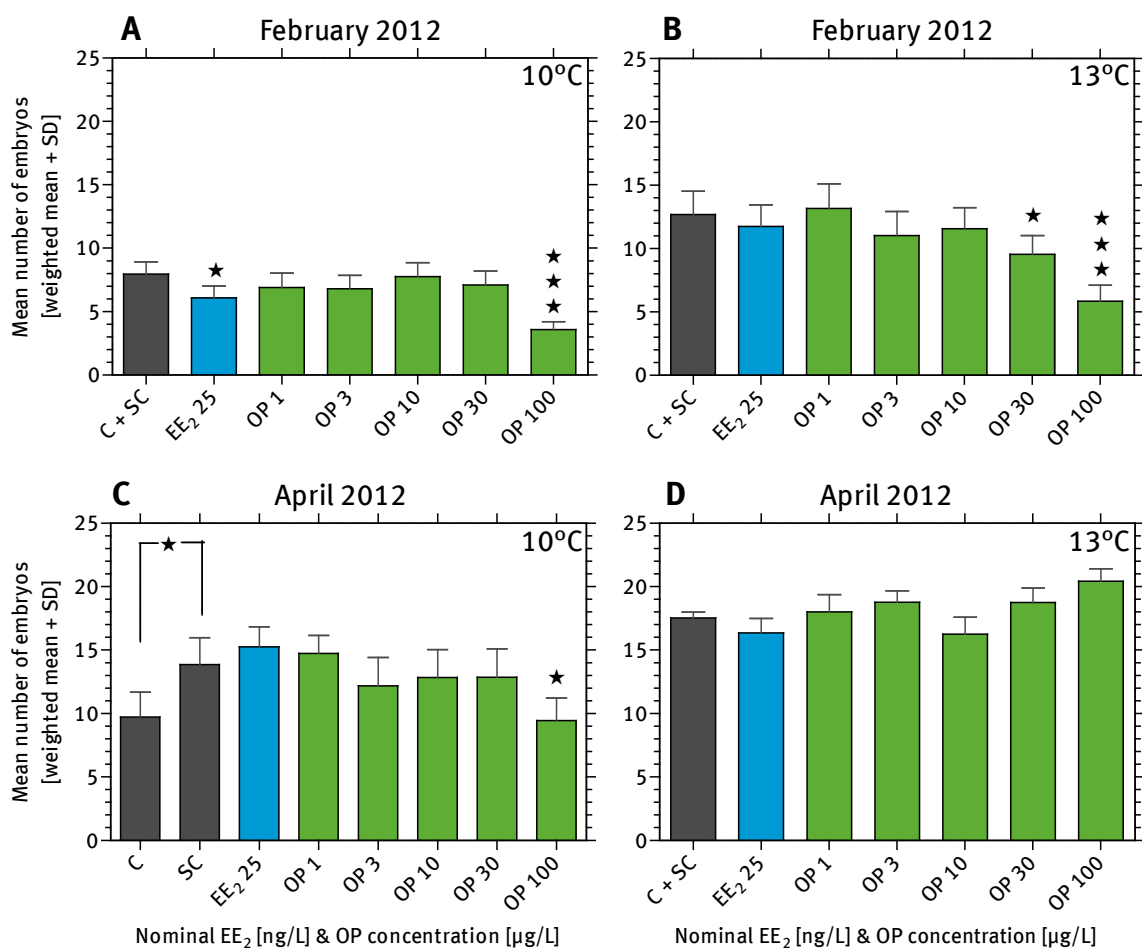 A February 2012
10°C
Mean number of embryos
[weighted mean + SD]
25
20
15
10
5
0
C + SC
EE₂ 25
OP 1
OP 3
OP 10
OP 30
OP 100
B February 2012
13°C
25
20
15
10
5
0
C + SC
EE₂ 25
OP 1
OP 3
OP 10
OP 30
OP 100
C April 2012
10°C
Mean number of embryos
[weighted mean + SD]
25
20
15
10
5
0
C
SC
EE₂ 25
OP 1
OP 3
OP 10
OP 30
OP 100
Nominal EE₂ [ng/L] & OP concentration [µg/L]
D April 2012
13°C
25
20
15
10
5
0
C + SC
EE₂ 25
OP 1
OP 3
OP 10
OP 30
OP 100
Nominal EE₂ [ng/L] & OP concentration [µg/L]